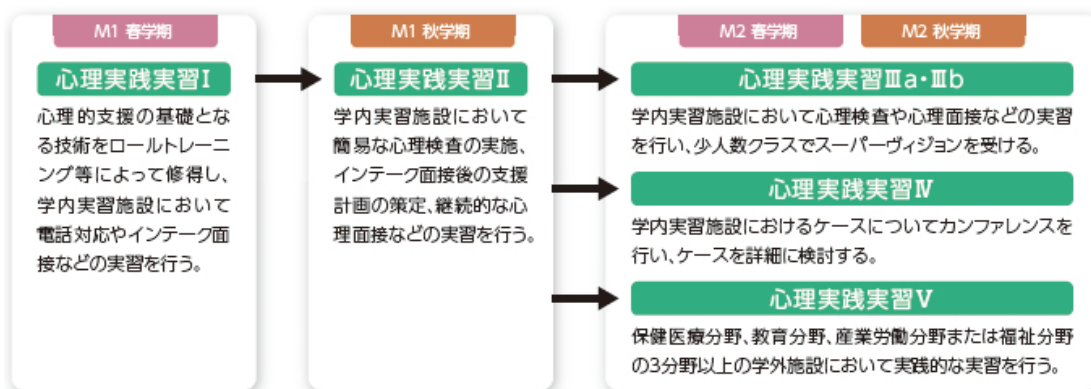 M1 春学期
心理実践実習Ⅰ
心理的支援の基礎とな
る技術をロールトレーニ
ング等によって修得し、
学内実習施設において
電話対応やインテーク面
接などの実習を行う。
M1 秋学期
心理実践実習Ⅱ
学内実習施設において
簡易な心理検査の実施、
インテーク面接後の支援
計画の策定、継続的な心
理面接などの実習を行う。
M2 春学期
M2 秋学期
心理実践実習Ⅲa・Ⅲb
学内実習施設において心理検査や心理面接などの実習
を行い、少人数クラスでスーパーヴィジョンを受ける。
心理実践実習Ⅳ
学内実習施設におけるケースについてカンファレンスを
行い、ケースを詳細に検討する。
心理実践実習Ⅴ
保健医療分野、教育分野、産業労働分野または福祉分野
の3分野以上の学外施設において実践的な実習を行う。